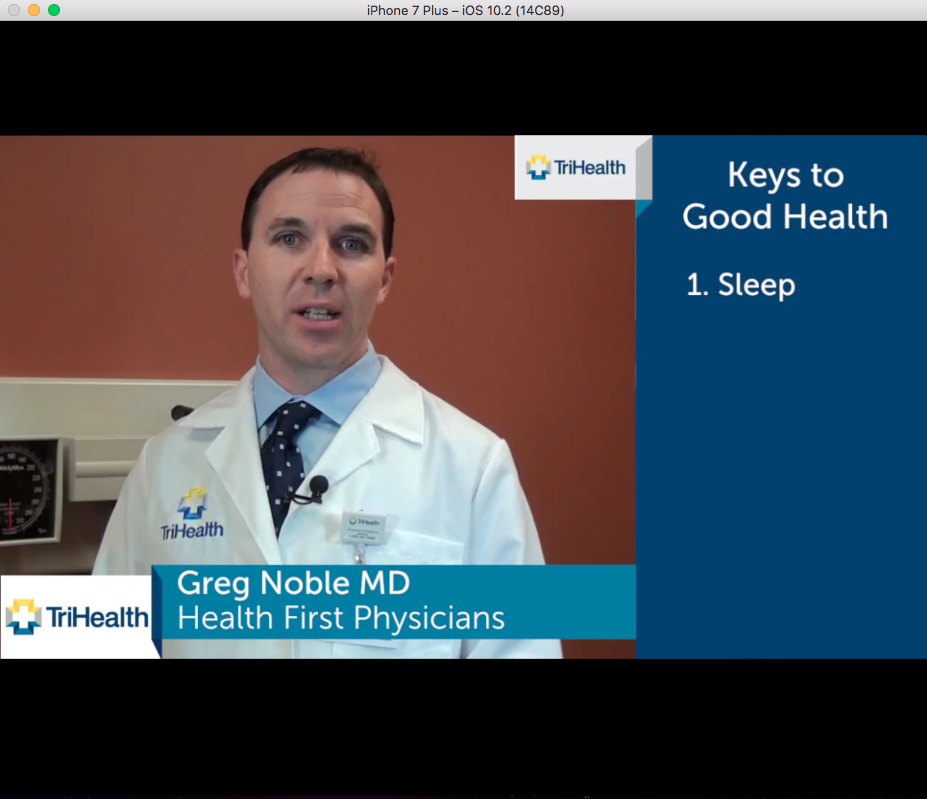 iPhone 7 Plus – iOS 10.2 (14C89)
TriHealth
Keys to
Good Health
1. Sleep
TriHealth
TriHealth
Greg Noble MD
Health First Physicians
TriHealth